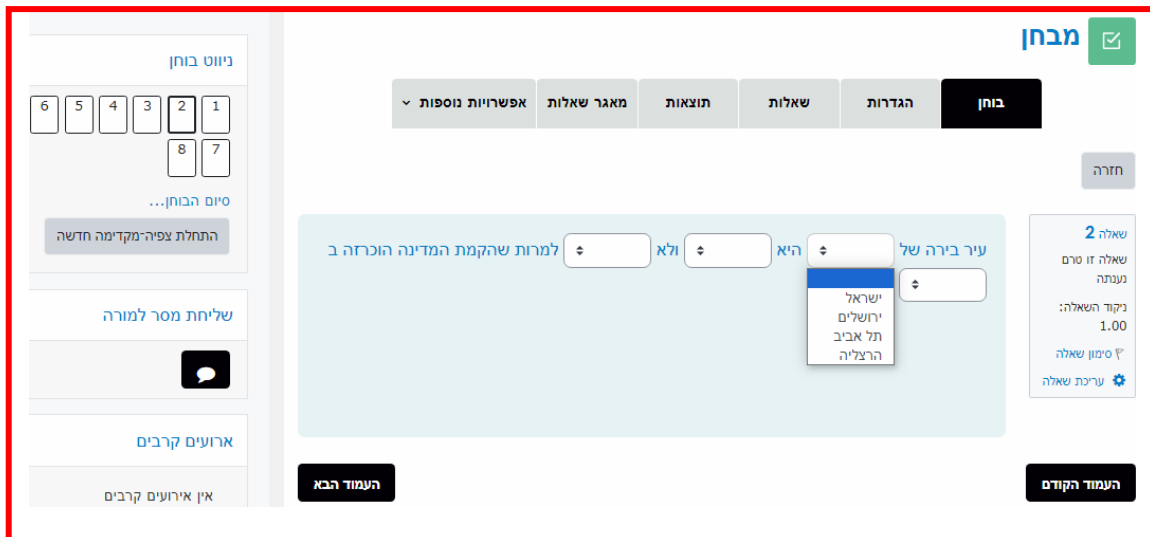 מבחן
בוחן הגדרות שאלות תוצאות מאגר שאלות אפשרויות נוספות
חזרה
שאלה 2
שאלה זו טרם
נענתה
ניקוד השאלה:
1.00
סימון שאלה
עריכת שאלה
עיר בירה של היא ולא למרות שהקמת המדינה הוכרזה ב
ישראל
ירושלים
תל אביב
הרצליה
העמוד הקודם
העמוד הבא
ניווט בוחן
1 2 3 4 5 6
7 8
סיום הבוחן...
התחלת צפיה-מקדימה חדשה
שליחת מסר למורה
ארועים קרבים
אין אירועים קרבים